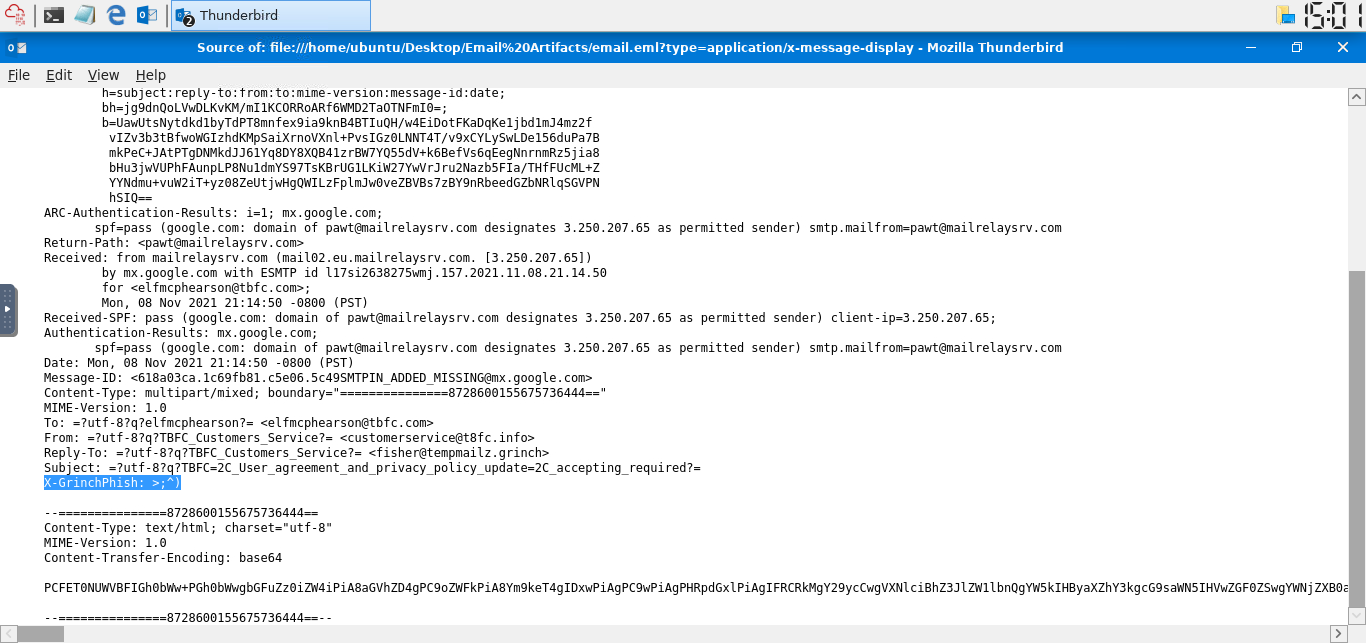 Thunderbird
15:01
Source of: file:///home/ubuntu/Desktop/Email%20Artifacts/email.eml?type=application/x-message-display - Mozilla Thunderbird
File Edit View Help
h=subject:reply-to:from:to:mime-version:message-id:date;
bh=jg9dnQoLVwDLKvKM/mI1KCORRoARf6WMD2TaOTNFmI0=;
b=UawUtsNytdkd1byTdPT8mnfex9ia9knB4BTIuQH/w4EiDotFKaDqKe1jbd1mJ4mz2f
vIZv3b3tBfwoWGIzhdKMpSaiXrnoVXnl+PvsIGz0LNNT4T/v9xCYLySwLDe156duPa7B
mkPeC+JAtPTgDNMkdJJ61Yq8DY8XQB41zrBW7YQ55dV+k6BefVs6qEegNnrnmRz5jia8
bHu3jwVUPhFAunpLP8Nu1dmYS97TsKBrUG1LKiW27YwVrJru2Nazb5FIa/THfFUcML+Z
YYNdmu+vuW2iT+yz08ZeUtjwHgQWILzFplmJw0veZBVBs7zBY9nRbeedGZbNRlqSGVPN
hSIQ==
ARC-Authentication-Results: i=1; mx.google.com;
spf=pass (google.com: domain of pawt@mailrelaysrv.com designates 3.250.207.65 as permitted sender) smtp.mailfrom=pawt@mailrelaysrv.com
Return-Path: <pawt@mailrelaysrv.com>
Received: from mailrelaysrv.com (mail02.eu.mailrelaysrv.com. [3.250.207.65])
by mx.google.com with ESMTP id l17si2638275wmj.157.2021.11.08.21.14.50
for <elfmcphearson@tbfc.com>;
Mon, 08 Nov 2021 21:14:50 -0800 (PST)
Received-SPF: pass (google.com: domain of pawt@mailrelaysrv.com designates 3.250.207.65 as permitted sender) client-ip=3.250.207.65;
Authentication-Results: mx.google.com;
spf=pass (google.com: domain of pawt@mailrelaysrv.com designates 3.250.207.65 as permitted sender) smtp.mailfrom=pawt@mailrelaysrv.com
Date: Mon, 08 Nov 2021 21:14:50 -0800 (PST)
Message-ID: <618a03ca.1c69fb81.c5e06.5c49SMTPIN_ADDED_MISSING@mx.google.com>
Content-Type: multipart/mixed; boundary="===============8728600155675736444=="
MIME-Version: 1.0
To: =?utf-8?q?elfmcphearson?= <elfmcphearson@tbfc.com>
From: =?utf-8?q?TBFC_Customers_Service?= <customerservice@t8fc.info>
Reply-To: =?utf-8?q?TBFC_Customers_Service?= <fisher@tempmailz.grinch>
Subject: =?utf-8?q?TBFC=2C_User_agreement_and_privacy_policy_update=2C_accepting_required?=
X-GrinchPhish: >;^)
--===============8728600155675736444==
Content-Type: text/html; charset="utf-8"
MIME-Version: 1.0
Content-Transfer-Encoding: base64
PCFET0NUWVBFIGh0bWw+PGh0bWwgbGFuZz0iZW4iPiA8aGVhZD4gPC9oZWFkPiA8Ym9keT4gIDxwPiAgPC9wPiAgPHRpdGxlPiAgIFRCRkMgY29ycCwgVXNlciBhZ3JlZW1lbnQgYW5kIHByaXZhY3kgcG9saWN5IHVwZGF0ZSwgYWNjZXB0a
--===============8728600155675736444==--